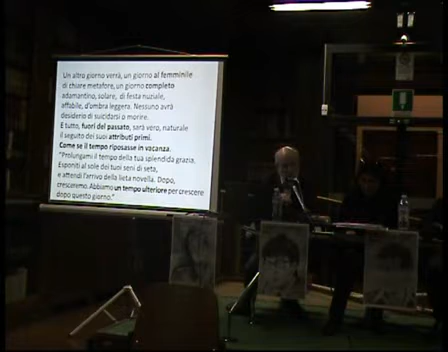 Un altro giorno verrà, un giorno al femminile
di chiare metafore, un giorno completo
adamantino, solare, di festa nuziale,
affabile, d'ombra leggera. Nessuno avrà
desiderio di suicidarsi o morire.
E tutto, fuori del passato, sarà vero, naturale
il seguito dei suoi attributi primi.
Come se il tempo riposasse in vacanza.
"Prolungami il tempo della tua splendida grazia.
Esponiti al sole dei tuoi seni di seta,
e attendi l'arrivo della lieta novella. Dopo,
cresceremo. Abbiamo un tempo ulteriore per crescere
dopo questo giorno."